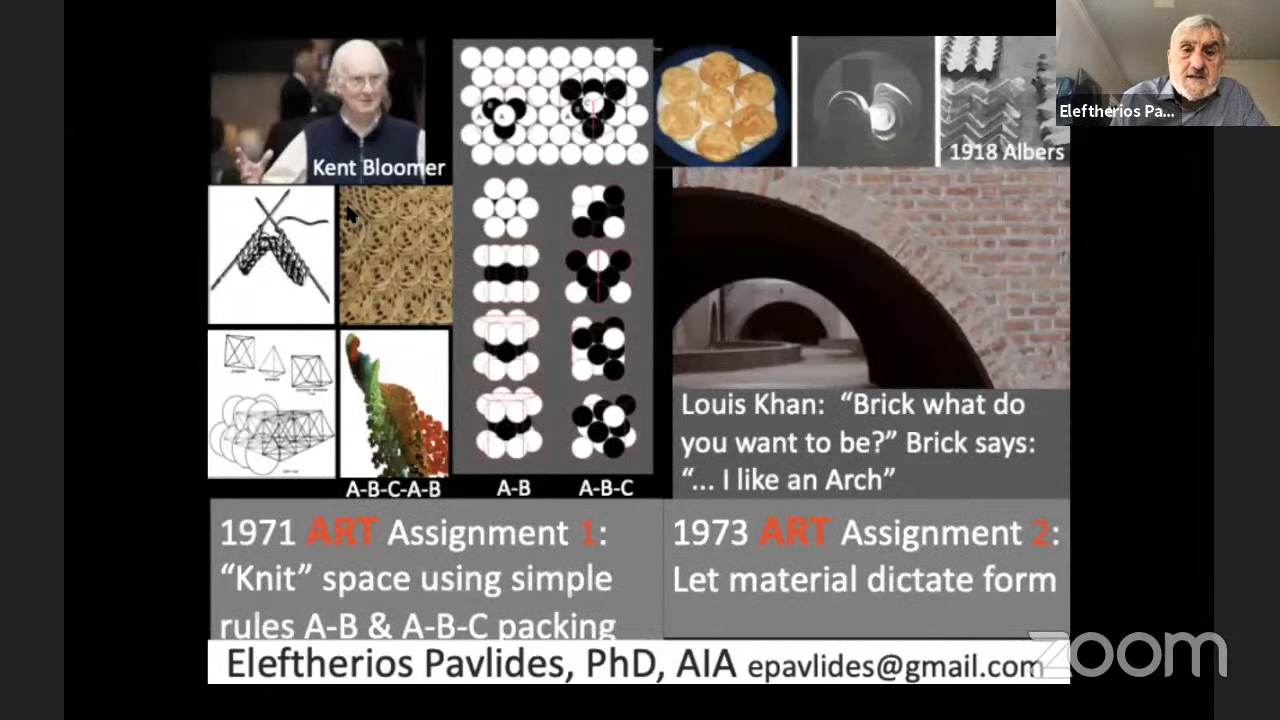 Kent Bloomer
1918 Albers
Eleftherios Pa...
Louis Khan: “Brick what do
you want to be?” Brick says:
“... I like an Arch”
A-B-C-A-B
A-B
A-B-C
1971 ART Assignment 1:
“Knit” space using simple
rules A-B & A-B-C packing
1973 ART Assignment 2:
Let material dictate form
Eleftherios Pavlides, PhD, AIA epavlides@gmail.com
zoom